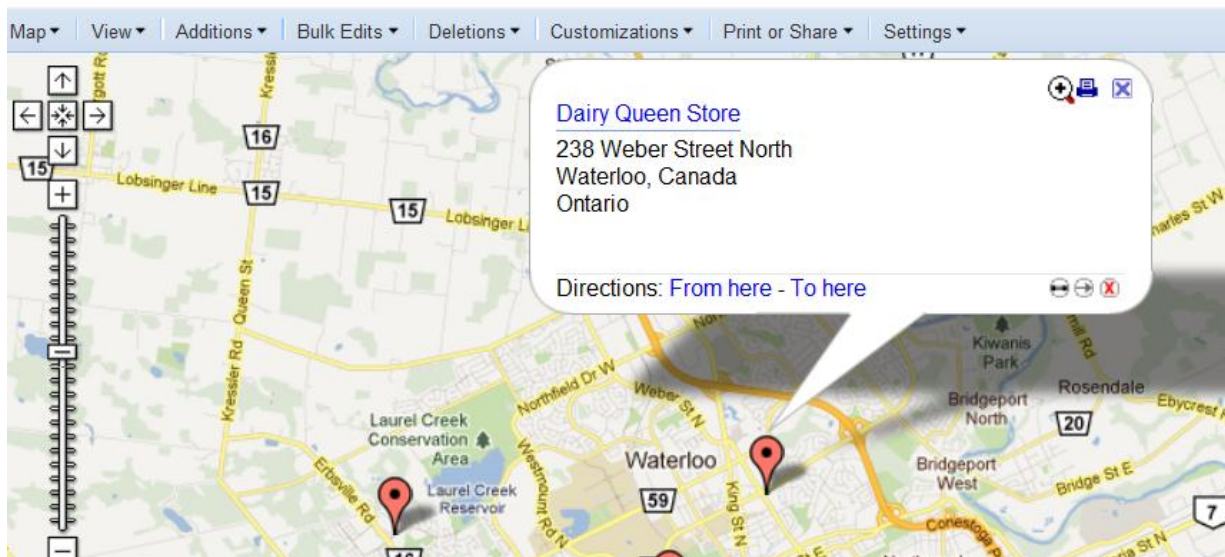 Map View Additions Bulk Edits Deletions Customizations Print or Share Settings
Dairy Queen Store
238 Weber Street North
Waterloo, Canada
Ontario
Directions: From here - To here
Kressler Rd
Queen St
16
15
Lobsinger Line
15
15
Northfield Dr W
Weber St N
Laurel Creek
Conservation
Area
Laurel Creek
Reservoir
Erbsville Rd
Westmount Rd N
Waterloo
59
King St N
Kiwanis
Park
Bridgeport
North
Rosendale
20
Bridgeport
West
Bridge St E
7